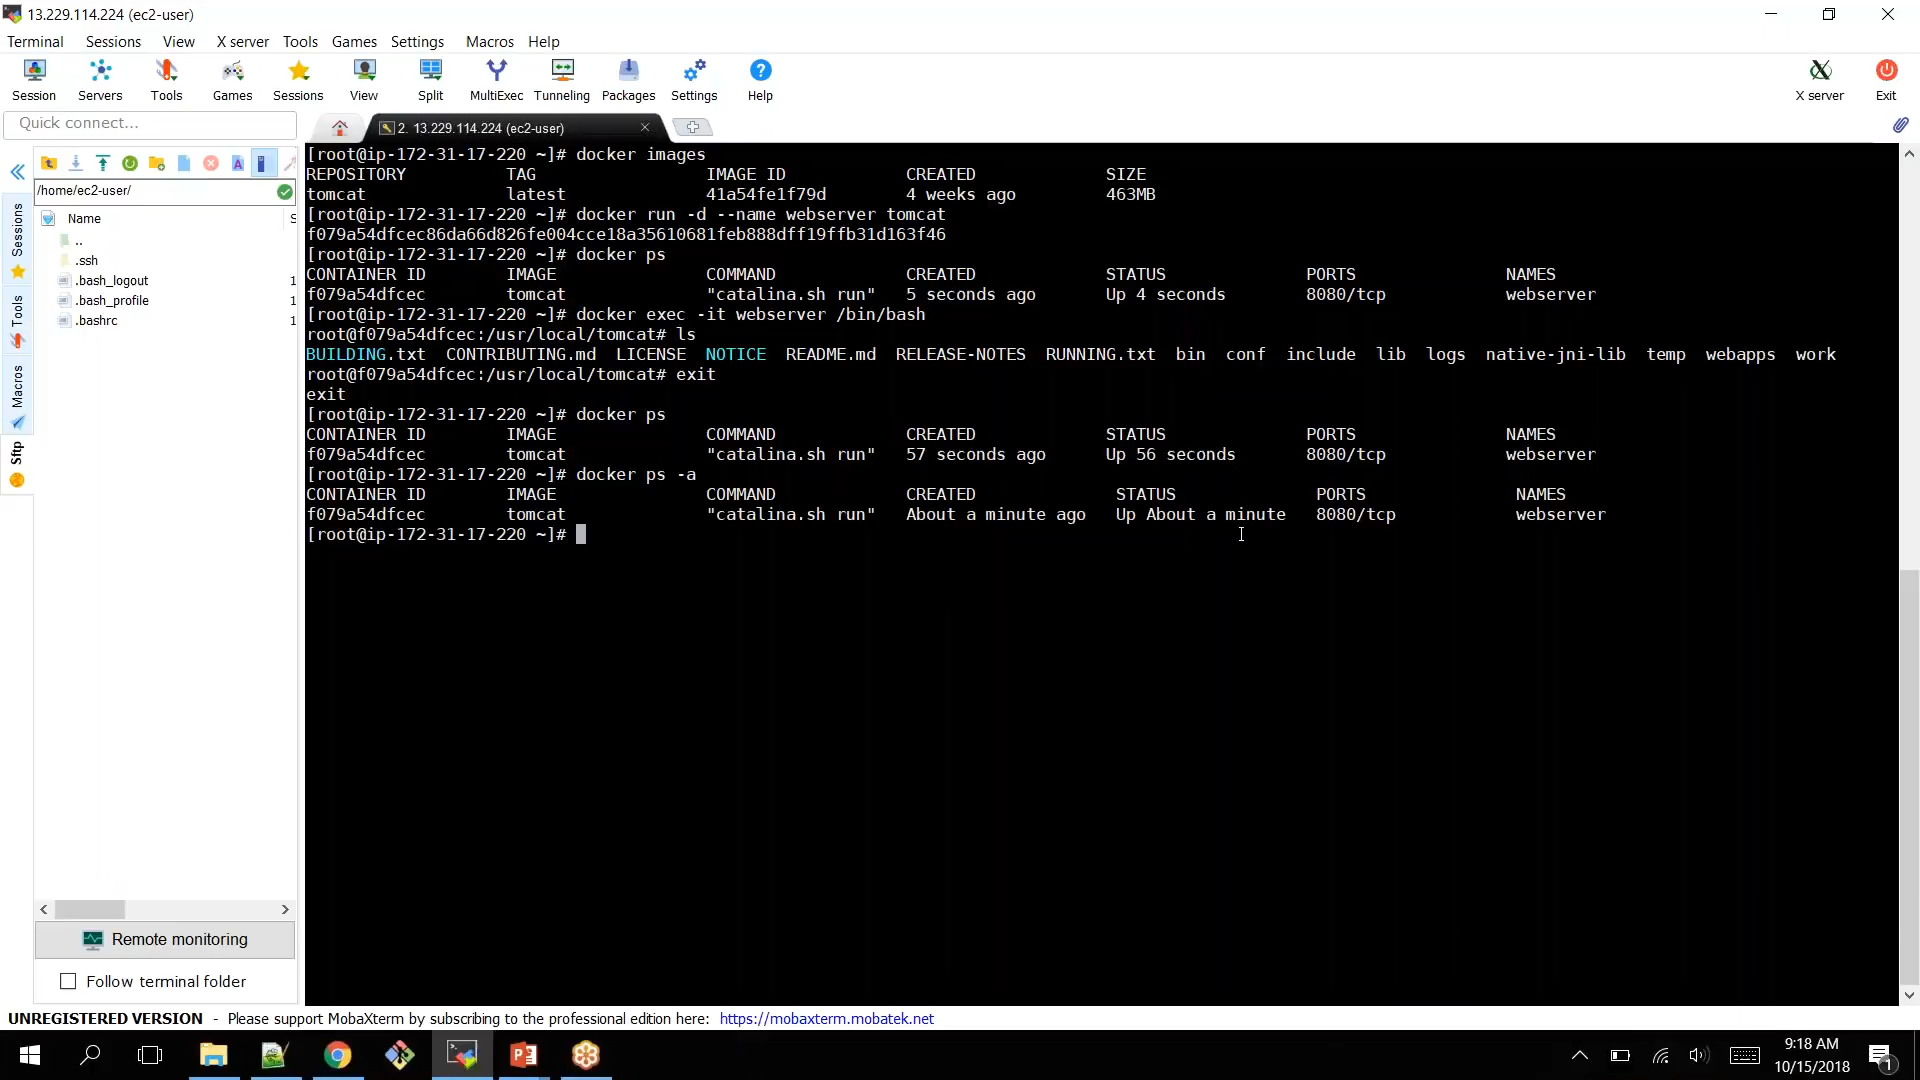 13.229.114.224 (ec2-user)
Terminal Sessions View X server Tools Games Settings Macros Help
Session Servers Tools Games Sessions View Split MultiExec Tunneling Packages Settings Help X server Exit
Quick connect...
2. 13.229.114.224 (ec2-user)
/home/ec2-user/
Name S
..
.ssh
.bash_logout 1
.bash_profile 1
.bashrc 1
Sessions
Tools
Macros
Sftp
[root@ip-172-31-17-220 ~]# docker images
REPOSITORY TAG IMAGE ID CREATED SIZE
tomcat latest 41a54fe1f79d 4 weeks ago 463MB
[root@ip-172-31-17-220 ~]# docker run -d --name webserver tomcat
f079a54dfcec86da66d826fe004cce18a35610681feb888dff19ffb31d163f46
[root@ip-172-31-17-220 ~]# docker ps
CONTAINER ID IMAGE COMMAND CREATED STATUS PORTS NAMES
f079a54dfcec tomcat "catalina.sh run" 5 seconds ago Up 4 seconds 8080/tcp webserver
[root@ip-172-31-17-220 ~]# docker exec -it webserver /bin/bash
root@f079a54dfcec:/usr/local/tomcat# ls
BUILDING.txt CONTRIBUTING.md LICENSE NOTICE README.md RELEASE-NOTES RUNNING.txt bin conf include lib logs native-jni-lib temp webapps work
root@f079a54dfcec:/usr/local/tomcat# exit
exit
[root@ip-172-31-17-220 ~]# docker ps
CONTAINER ID IMAGE COMMAND CREATED STATUS PORTS NAMES
f079a54dfcec tomcat "catalina.sh run" 57 seconds ago Up 56 seconds 8080/tcp webserver
[root@ip-172-31-17-220 ~]# docker ps -a
CONTAINER ID IMAGE COMMAND CREATED STATUS PORTS NAMES
f079a54dfcec tomcat "catalina.sh run" About a minute ago Up About a minute 8080/tcp webserver
[root@ip-172-31-17-220 ~]#
Remote monitoring
Follow terminal folder
UNREGISTERED VERSION - Please support MobaXterm by subscribing to the professional edition here: https://mobaxterm.mobatek.net
9:18 AM
10/15/2018
1